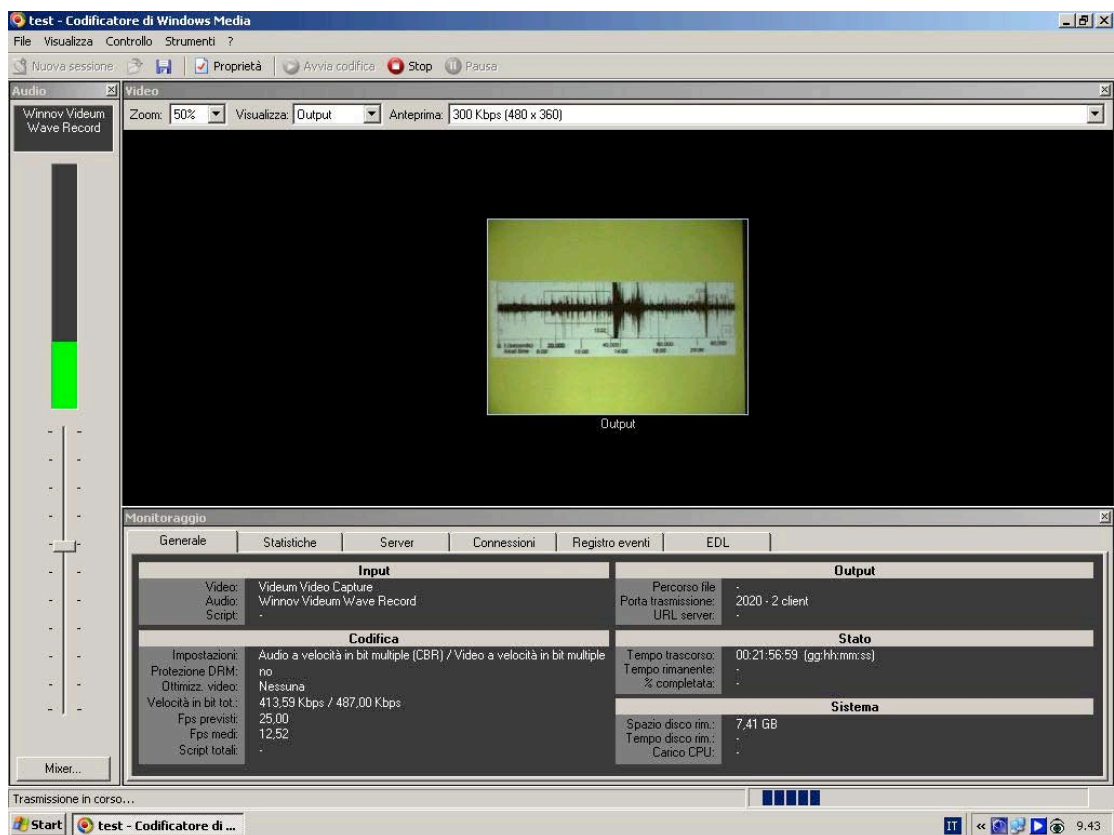 test - Codificatore di Windows Media
File Visualizza Controllo Strumenti ?
Nuova sessione Proprietà Avvia codifica Stop Pausa
Audio
Winnov Videum
Wave Record
Mixer...
Video
Zoom: 50% Visualizza: Output Anteprima: 300 Kbps (480 x 360)
20,000 40,000
Output
Monitoraggio
Generale Statistiche Server Connessioni Registro eventi EDL
Input
Video: Videum Video Capture
Audio: Winnov Videum Wave Record
Script: -
Codifica
Impostazioni: Audio a velocità in bit multiple (CBR) / Video a velocità in bit multiple
Protezione DRM: no
Ottimizz. video: Nessuna
Velocità in bit tot.: 413,59 Kbps / 487,00 Kbps
Fps previsti: 25,00
Fps medi: 12,52
Script totali: -
Output
Percorso file -
Porta trasmissione: 2020 - 2 client
URL server: -
Stato
Tempo trascorso: 00:21:56:59 (gg:hh:mm:ss)
Tempo rimanente: -
% completata: -
Sistema
Spazio disco rim.: 7,41 GB
Tempo disco rim.: -
Carico CPU: -
Trasmissione in corso...
Start test - Codificatore di ... IT « 9.43